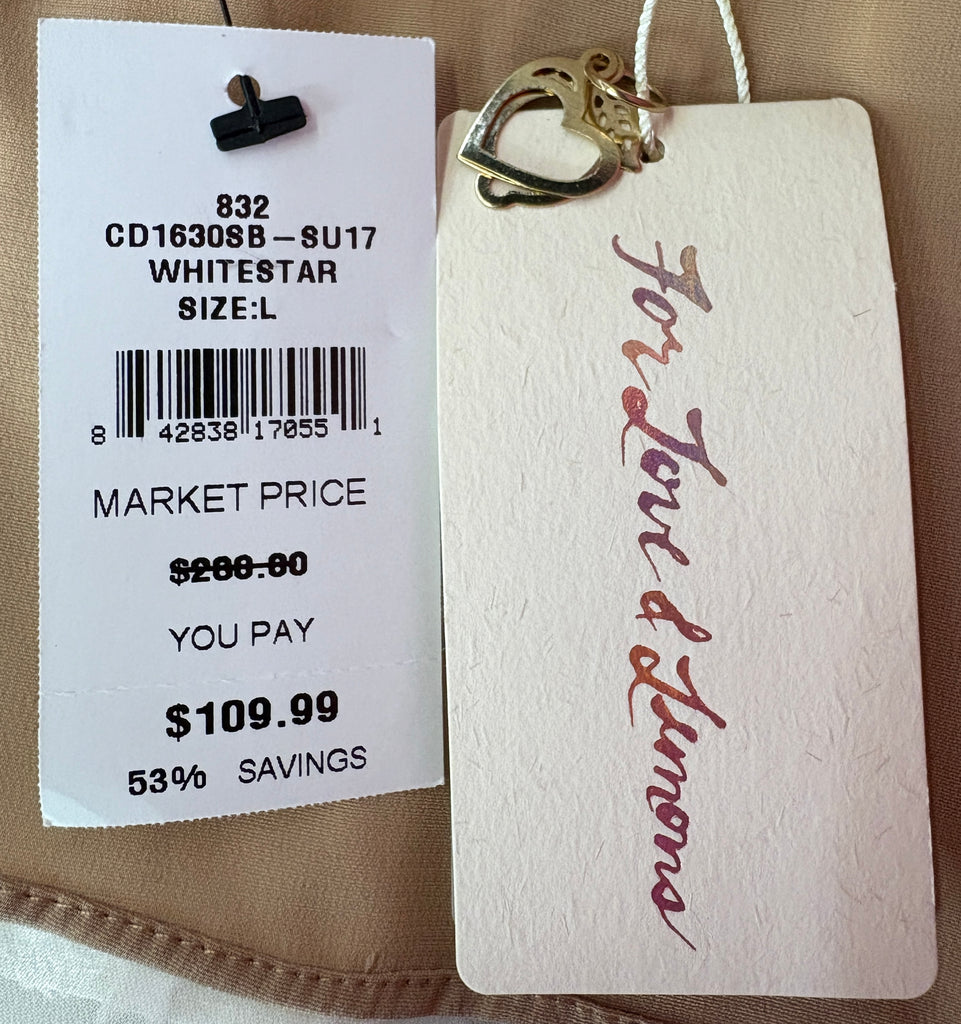 832
CD1630SB-SU17
WHITESTAR
SIZE:L
8 42838 17055 1
MARKET PRICE
YOU PAY
$109.99
53% SAVINGS
For Love & Lemons